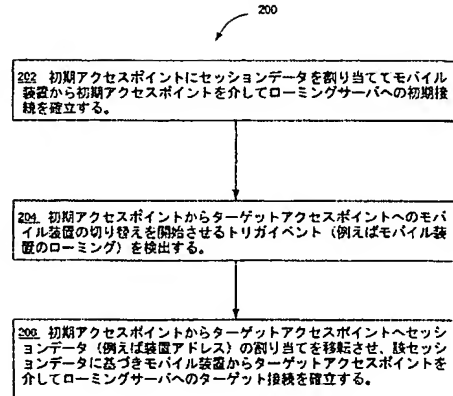 200
202 初期アクセスポイントにセッションデータを割り当ててモバイル
装置から初期アクセスポイントを介してローミングサーバへの初期接
続を確立する。
204 初期アクセスポイントからターゲットアクセスポイントへのモバ
イル装置の切り替えを開始させるトリガイベント（例えばモバイル装
置のローミング）を検出する。
206 初期アクセスポイントからターゲットアクセスポイントへセッシ
ョンデータ（例えば装置アドレス）の割り当てを移転させ、該セッシ
ョンデータに基づきモバイル装置からターゲットアクセスポイントを
介してローミングサーバへのターゲット接続を確立する。